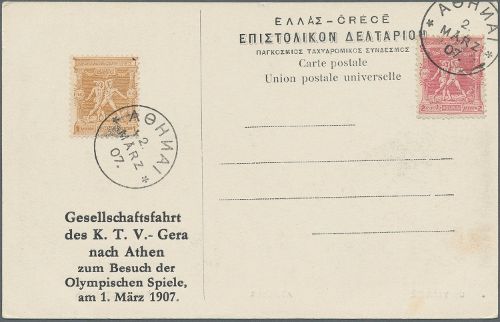 ΕΛΛΑΣ-GRÈCE
ΕΠΙΣΤΟΛΙΚΟΝ ΔΕΛΤΑΡΙΟΝ
ΠΑΓΚΟΣΜΙΟΣ ΤΑΧΥΔΡΟΜΙΚΟΣ ΣΥΝΔΕΣΜΟΣ
Carte postale
Union postale universelle
* ΑΘΗΝΑΙ *
2.
MÄRZ
07.
* ΑΘΗΝΑΙ *
2.
MÄRZ
07.
Gesellschaftsfahrt
des K. T. V.- Gera
nach Athen
zum Besuch der
Olympischen Spiele,
am 1. März 1907.